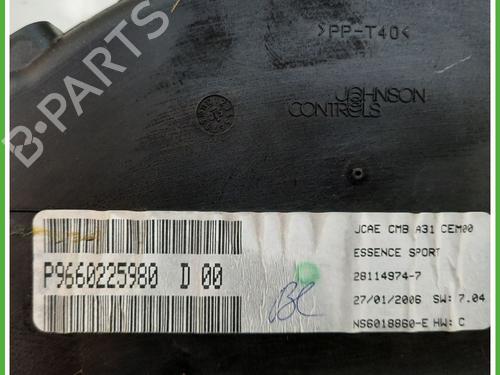 >PP-T40<
JOHNSON
CONTROLS
B-PARTS
JCAE CMB A31 CEM00
ESSENCE SPORT
P9660225980 D 00
28114974-7
27/01/2006 SW: 7.04
NS6018860-E HW: C